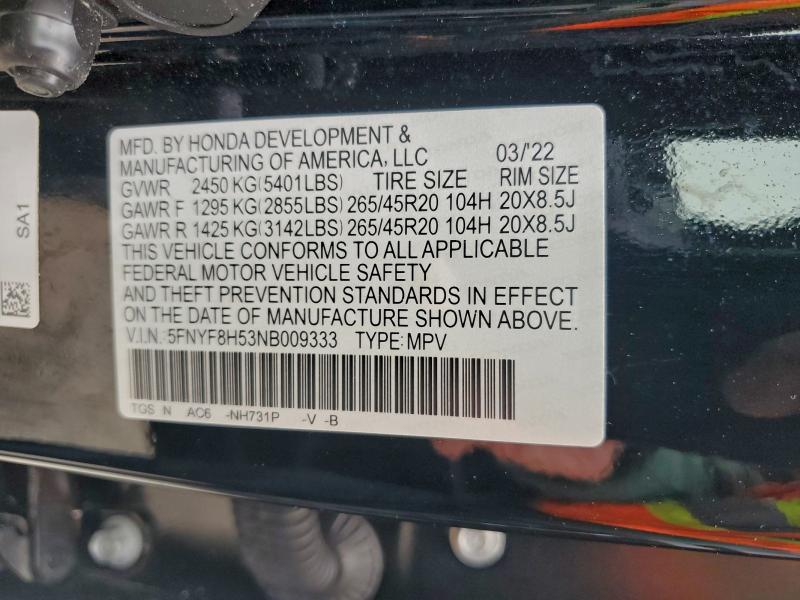 MFD. BY HONDA DEVELOPMENT &
MANUFACTURING OF AMERICA, LLC 03/'22
GVWR 2450 KG(5401LBS) TIRE SIZE RIM SIZE
GAWR F 1295 KG(2855LBS) 265/45R20 104H 20X8.5J
GAWR R 1425 KG(3142LBS) 265/45R20 104H 20X8.5J
THIS VEHICLE CONFORMS TO ALL APPLICABLE
FEDERAL MOTOR VEHICLE SAFETY
AND THEFT PREVENTION STANDARDS IN EFFECT
ON THE DATE OF MANUFACTURE SHOWN ABOVE.
V.I.N.:5FNYF8H53NB009333 TYPE:MPV
TGS N AC6 -NH731P -V -B
SA1